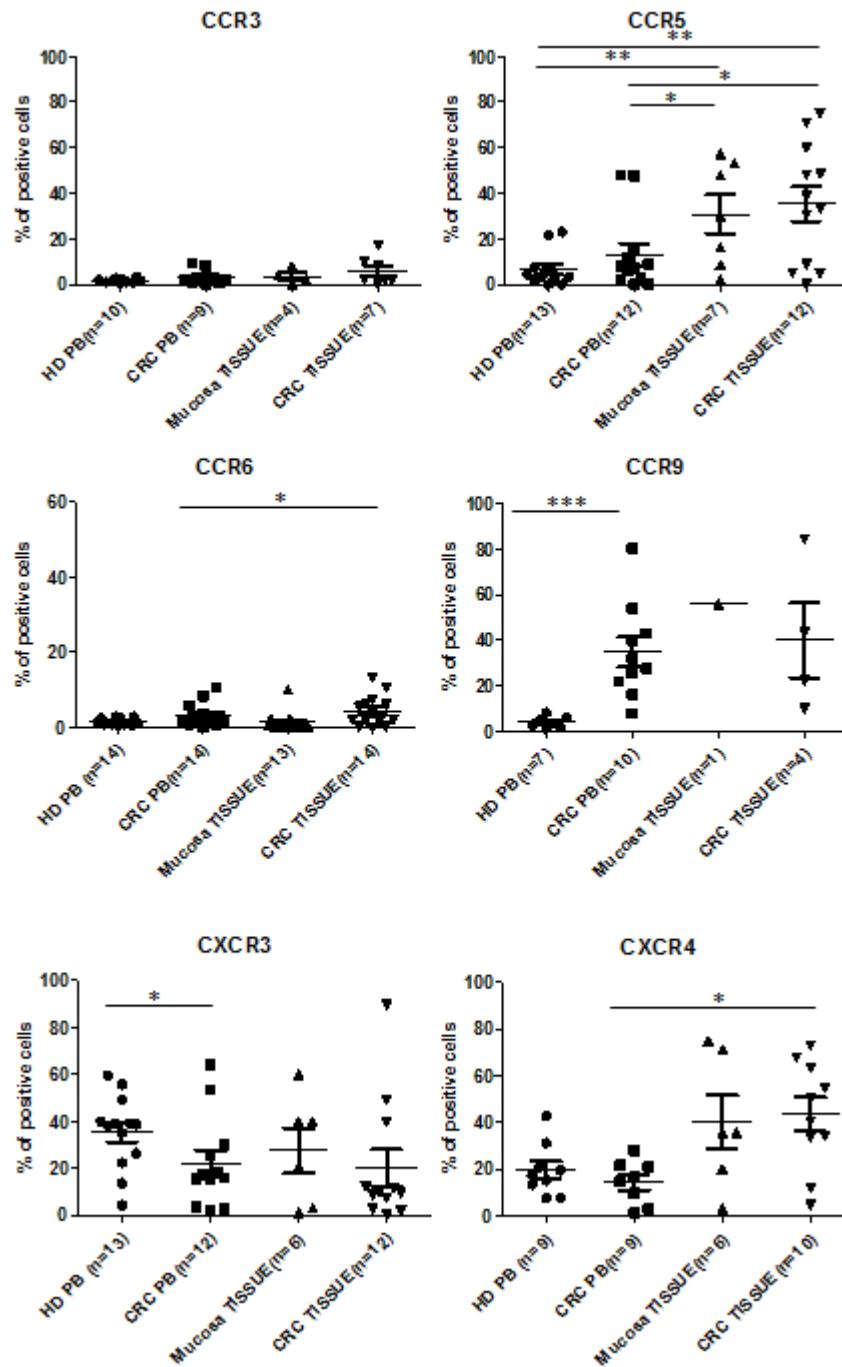 CCR3
% of positive cells
100
80
60
40
20
0
HD PB(n=10)
CRC PB(n=9)
Mucosa TISSUE(n=4)
CRC TISSUE(n=7)
CCR5
**
**
*
*
% of positive cells
100
80
60
40
20
0
HD PB(n=13)
CRC PB(n=12)
Mucosa TISSUE(n=7)
CRC TISSUE(n=12)
CCR6
*
% of positive cells
60
40
20
0
HD PB (n=14)
CRC PB(n=14)
Mucosa TISSUE(n=13)
CRC TISSUE(n=14)
CCR9
***
% of positive cells
100
80
60
40
20
0
HD PB(n=7)
CRC PB(n=10)
Mucosa TISSUE(n=1)
CRC TISSUE(n=4)
CXCR3
*
% of positive cells
100
80
60
40
20
0
HD PB (n=13)
CRC PB(n=12)
Mucosa TISSUE(n=6)
CRC TISSUE(n=12)
CXCR4
*
% of positive cells
100
80
60
40
20
0
HD PB (n=9)
CRC PB(n=9)
Mucosa TISSUE(n=6)
CRC TISSUE (n=10)